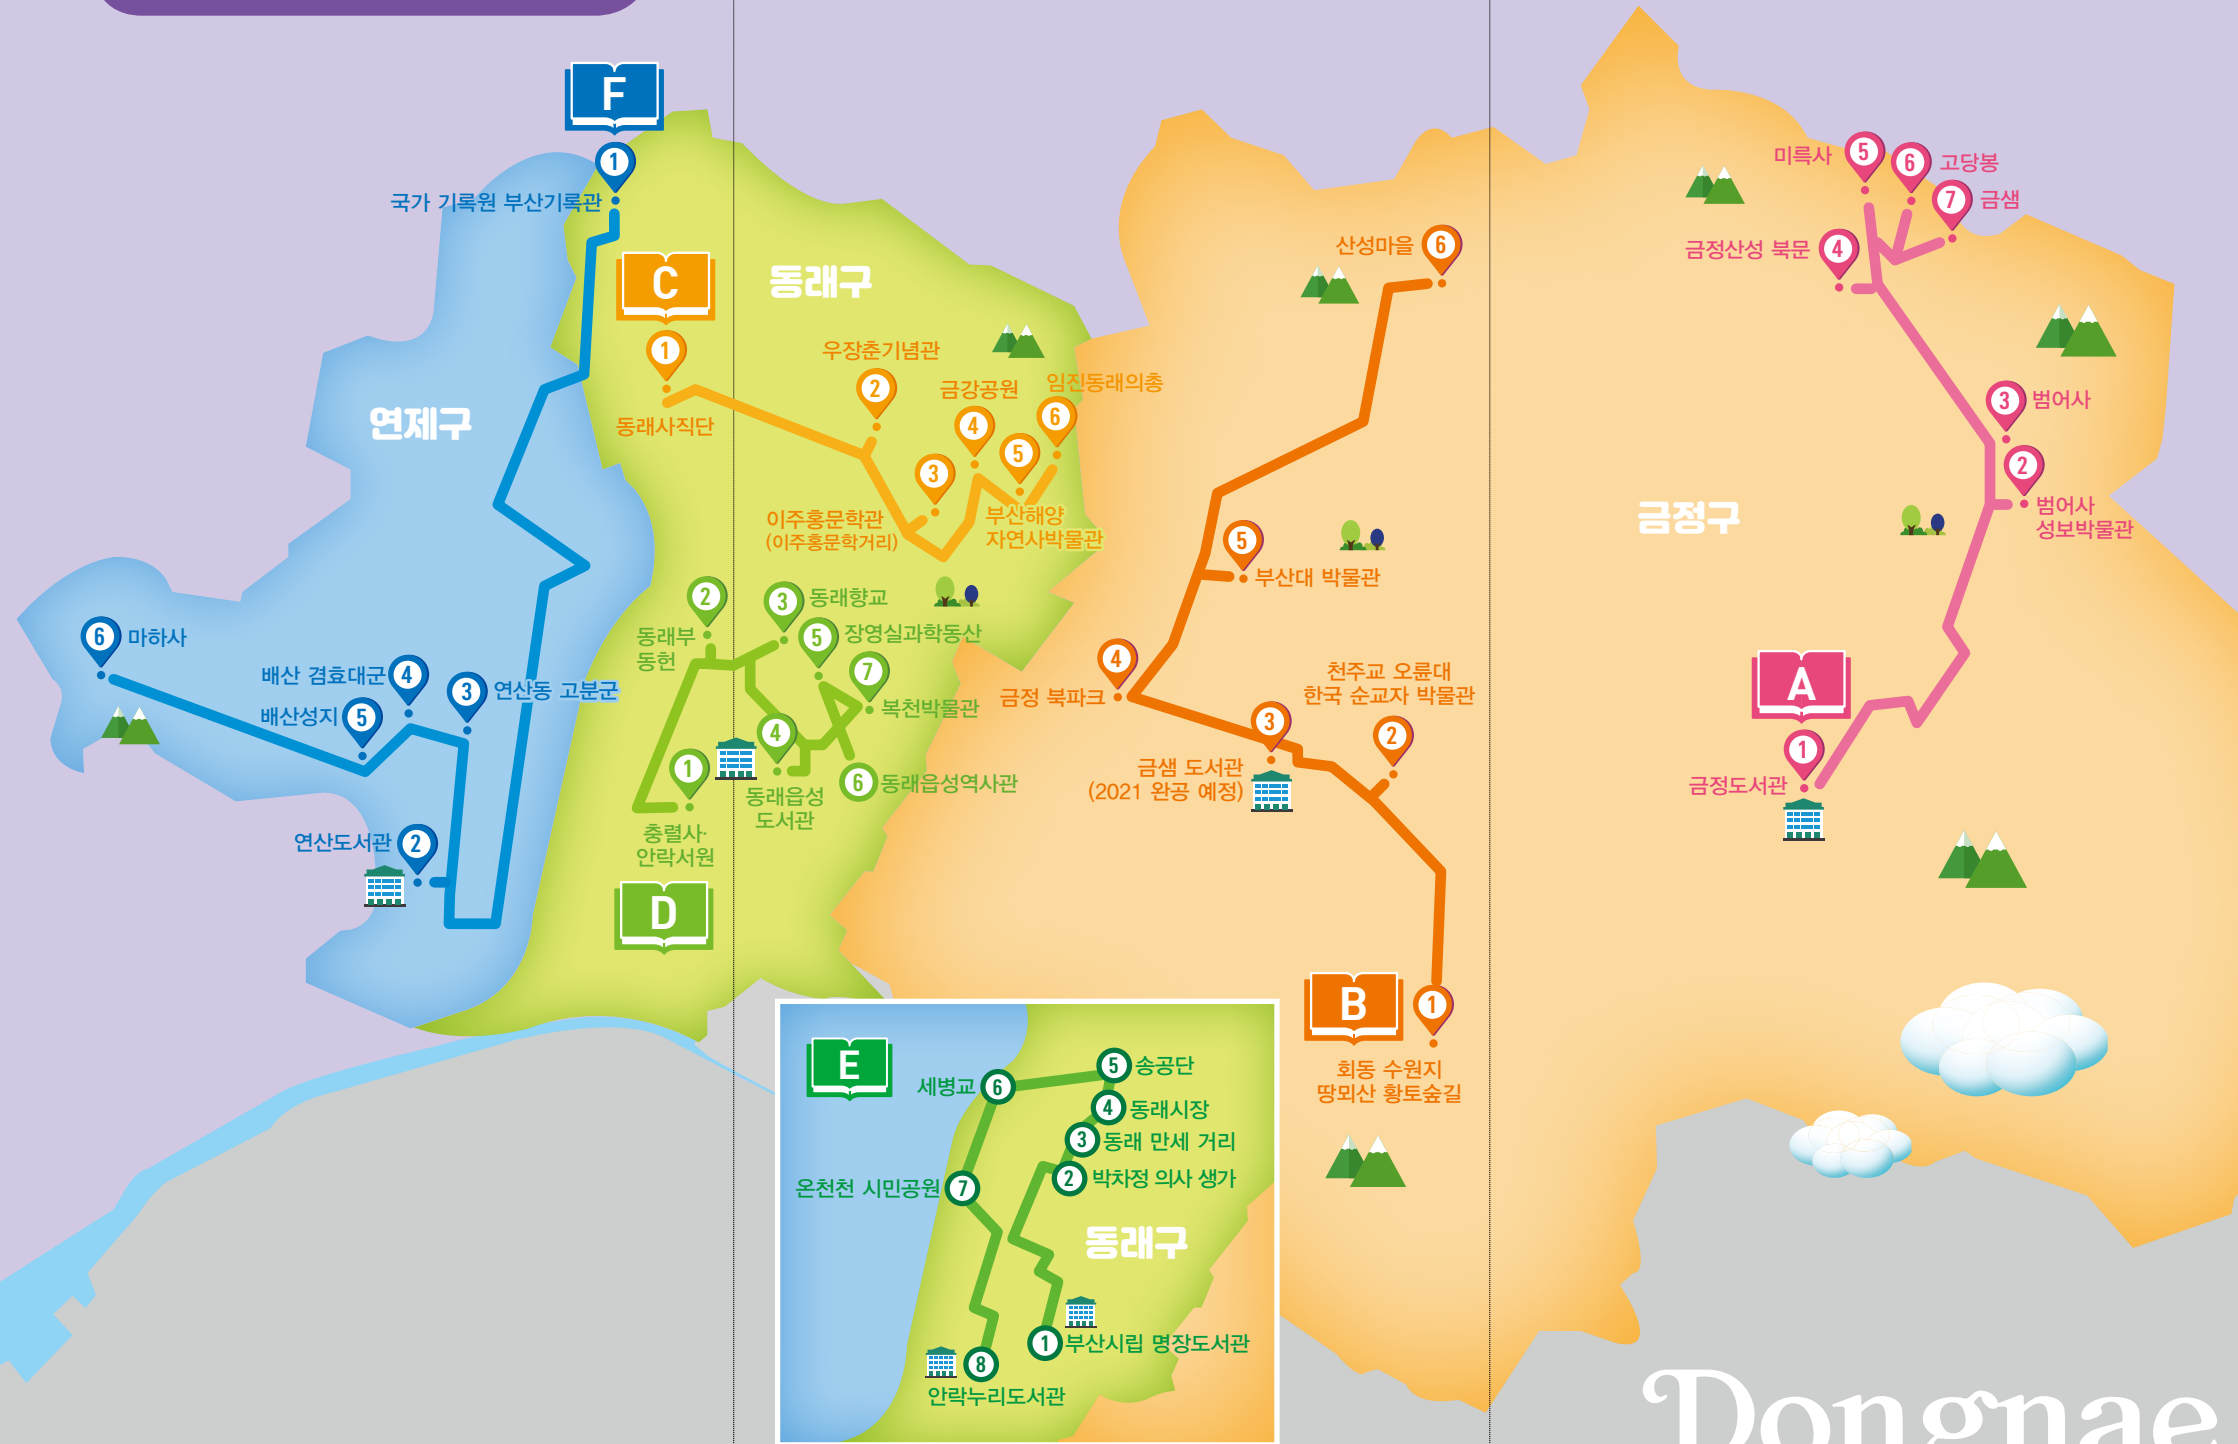 F
1
국가 기록원 부산기록관
연제구
6 마하사
배산 겸효대군 4
배산성지 5
3 연산동 고분군
연산도서관 2
C
동래구
1
동래사직단
우장춘기념관
2
금강공원
4
임진동래의총
6
5
3
이주홍문학관
(이주홍문학거리)
부산해양
자연사박물관
2
동래부
동헌
3 동래향교
5 장영실과학동산
7
복천박물관
4
동래읍성
도서관
6 동래읍성역사관
1
충렬사·
안락서원
D
산성마을 6
5
부산대 박물관
4
금정 북파크
천주교 오륜대
한국 순교자 박물관
2
3
금샘 도서관
(2021 완공 예정)
B
1
회동 수원지
땅뫼산 황토숲길
미륵사 5
6 고당봉
7 금샘
금정산성 북문 4
3 범어사
2
범어사
성보박물관
금정구
A
1
금정도서관
E
5 송공단
세병교 6
4 동래시장
3 동래 만세 거리
2 박차정 의사 생가
온천천 시민공원 7
동래구
1 부산시립 명장도서관
8
안락누리도서관
Dongnae